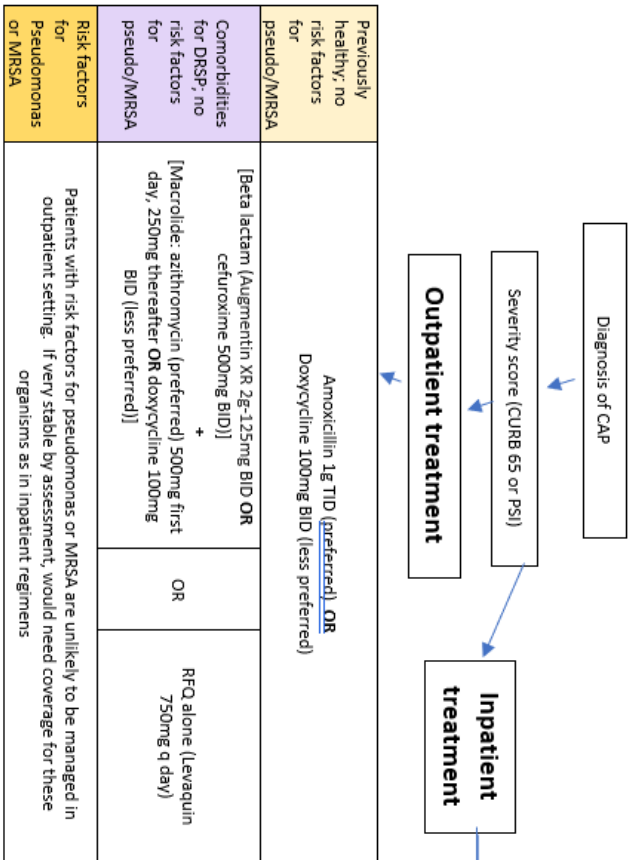 Diagnosis of CAP
Severity score (CURB 65 or PSI)
Outpatient treatment
Inpatient
treatment
Previously
healthy; no
risk factors
for
pseudo/MRSA
Amoxicillin 1g TID (preferred) OR
Doxycycline 100mg BID (less preferred)
Comorbidities
for DRSP; no
risk factors
for
pseudo/MRSA
[Beta lactam (Augmentin XR 2g-125mg BID OR
cefuroxime 500mg BID)]
+
[Macrolide: azithromycin (preferred) 500mg first
day, 250mg thereafter OR doxycycline 100mg
BID (less preferred)]
OR
RFQ alone (Levaquin
750mg q day)
Risk factors
for
Pseudomonas
or MRSA
Patients with risk factors for pseudomonas or MRSA are unlikely to be managed in
outpatient setting. If very stable by assessment, would need coverage for these
organisms as in inpatient regimens